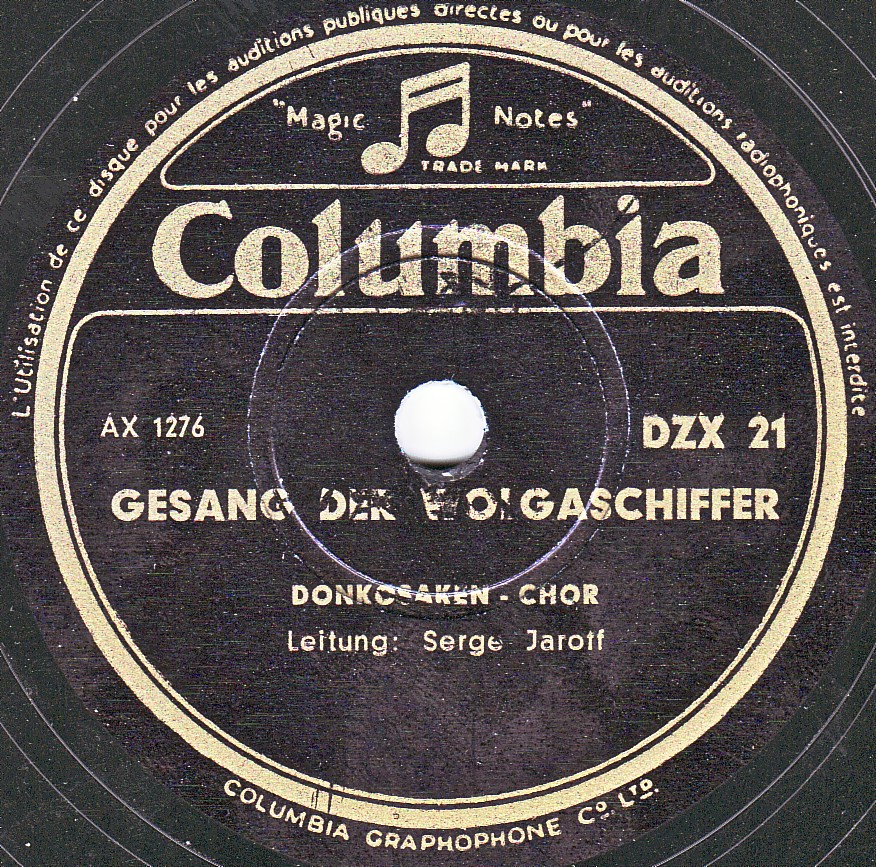 L'Utilisation de ce disque pour les auditions publiques directes ou pour les auditions radiophoniques est interdite
"Magic Notes"
TRADE MARK
Columbia
AX 1276
DZX 21
GESANG DER WOLGASCHIFFER
DONKOSAKEN - CHOR
Leitung: Serge Jaroff
COLUMBIA GRAPHOPHONE Co. LTD.